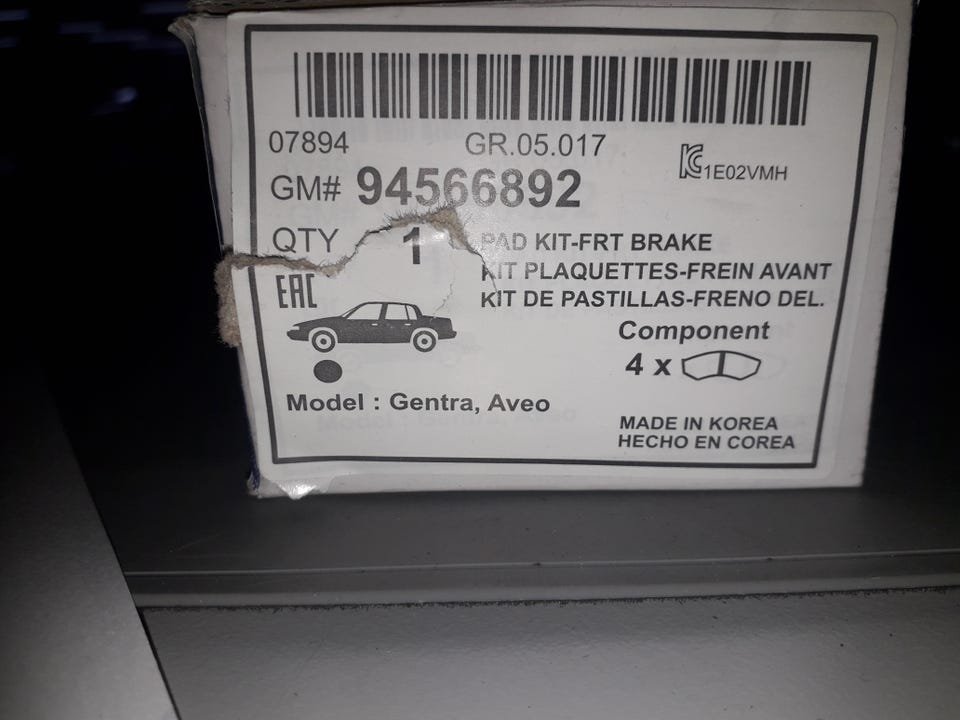 07894 GR.05.017
KC 1E02VMH
GM# 94566892
QTY 1
PAD KIT-FRT BRAKE
KIT PLAQUETTES-FREIN AVANT
KIT DE PASTILLAS-FRENO DEL.
EAC
Component
4 x
Model : Gentra, Aveo
MADE IN KOREA
HECHO EN COREA